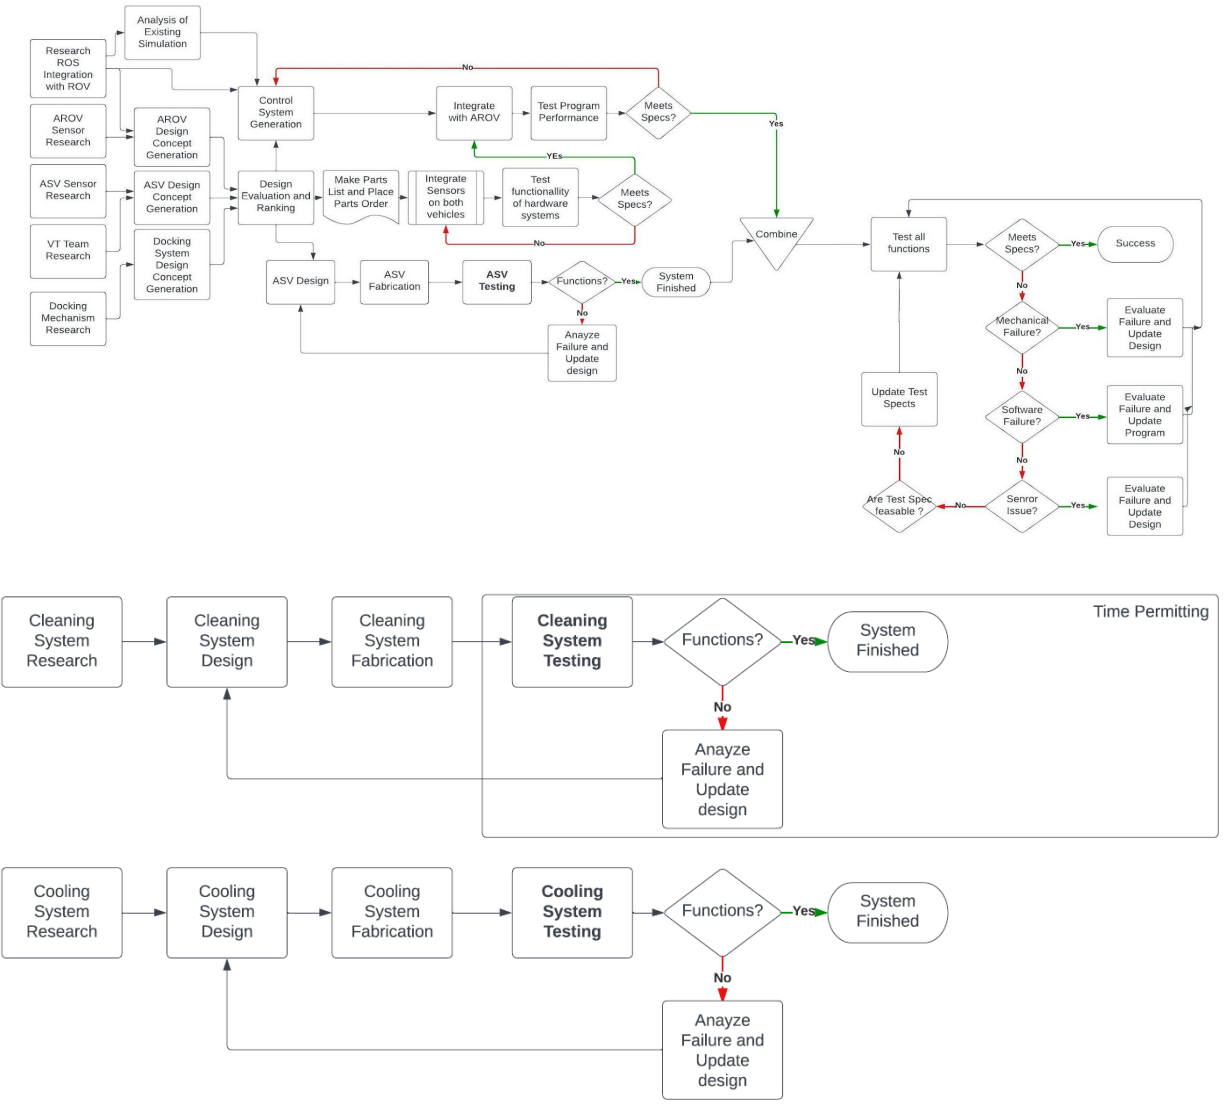 Analysis of
Existing
Simulation
Research
ROS
Integration
with ROV
No
Control
System
Generation
Integrate
with AROV
Test Program
Performance
Meets
Specs?
Yes
AROV
Sensor
Research
AROV
Design
Concept
Generation
YEs
ASV Sensor
Research
ASV Design
Concept
Generation
Design
Evaluation and
Ranking
Make Parts
List and Place
Parts Order
Integrate
Sensors
on both
vehicles
Test
functionallity
of hardware
systems
Meets
Specs?
No
VT Team
Research
Docking
System
Design
Concept
Generation
Docking
Mechanism
Research
ASV Design
ASV
Fabrication
ASV
Testing
Functions?
Yes
System
Finished
No
Anayze
Failure and
Update
design
Combine
Test all
functions
Meets
Specs?
Yes
Success
No
Mechanical
Failure?
Yes
Evaluate
Failure and
Update
Design
No
Update Test
Spects
Software
Failure?
Yes
Evaluate
Failure and
Update
Program
No
No
Are Test Spec
feasable ?
No
Senror
Issue?
Yes
Evaluate
Failure and
Update
Design
Time Permitting
Cleaning
System
Research
Cleaning
System
Design
Cleaning
System
Fabrication
Cleaning
System
Testing
Functions?
Yes
System
Finished
No
Anayze
Failure and
Update
design
Cooling
System
Research
Cooling
System
Design
Cooling
System
Fabrication
Cooling
System
Testing
Functions?
Yes
System
Finished
No
Anayze
Failure and
Update
design